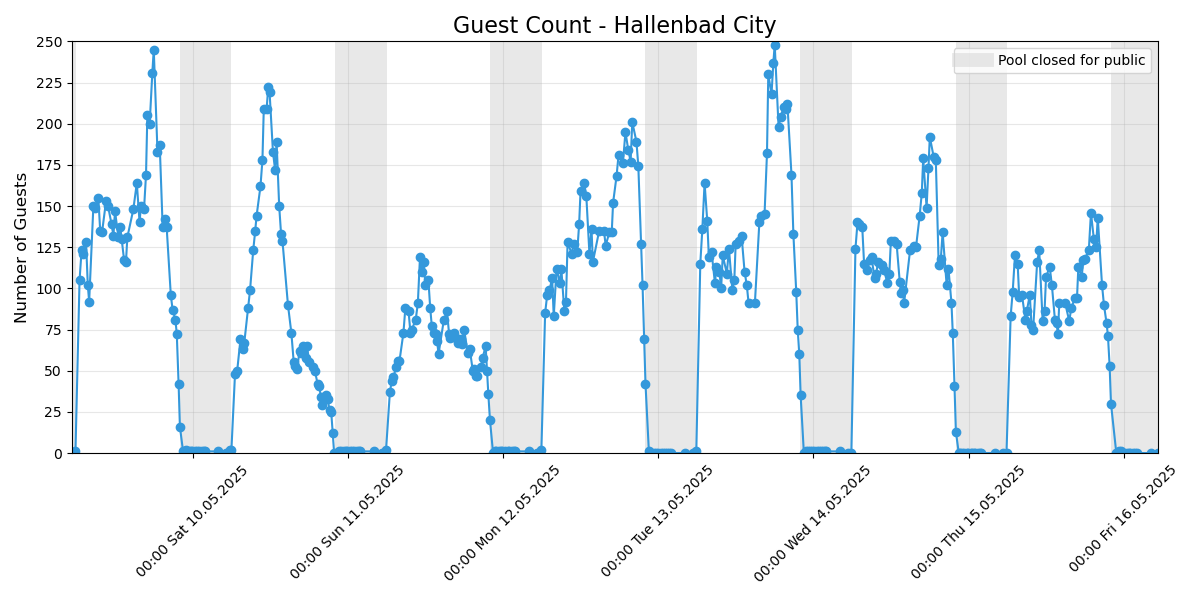 Guest Count - Hallenbad City
Pool closed for public
Number of Guests
250
225
200
175
150
125
100
75
50
25
0
00:00 Sat 10.05.2025
00:00 Sun 11.05.2025
00:00 Mon 12.05.2025
00:00 Tue 13.05.2025
00:00 Wed 14.05.2025
00:00 Thu 15.05.2025
00:00 Fri 16.05.2025